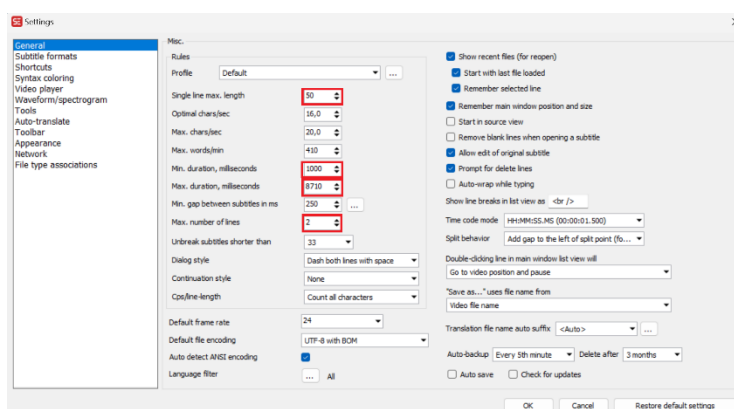 Settings
General
Subtitle formats
Shortcuts
Syntax coloring
Video player
Waveform/spectrogram
Tools
Auto-translate
Toolbar
Appearance
Network
File type associations
Misc.
Rules
Profile Default ...
Single line max. length 50
Optimal chars/sec 16,0
Max. chars/sec 20,0
Max. words/min 410
Min. duration, milliseconds 1000
Max. duration, milliseconds 8710
Min. gap between subtitles in ms 250 ...
Max. number of lines 2
Unbreak subtitles shorter than 33
Dialog style Dash both lines with space
Continuation style None
Cps/line-length Count all characters
Default frame rate 24
Default file encoding UTF-8 with BOM
Auto detect ANSI encoding
Language filter ... All
Show recent files (for reopen)
Start with last file loaded
Remember selected line
Remember main window position and size
Start in source view
Remove blank lines when opening a subtitle
Allow edit of original subtitle
Prompt for delete lines
Auto-wrap while typing
Show line breaks in list view as <br />
Time code mode HH:MM:SS.MS (00:00:01.500)
Split behavior Add gap to the left of split point (fo...
Double-clicking line in main window list view will
Go to video position and pause
"Save as..." uses file name from
Video file name
Translation file name auto suffix <Auto> ...
Auto-backup Every 5th minute Delete after 3 months
Auto save Check for updates
OK Cancel Restore default settings